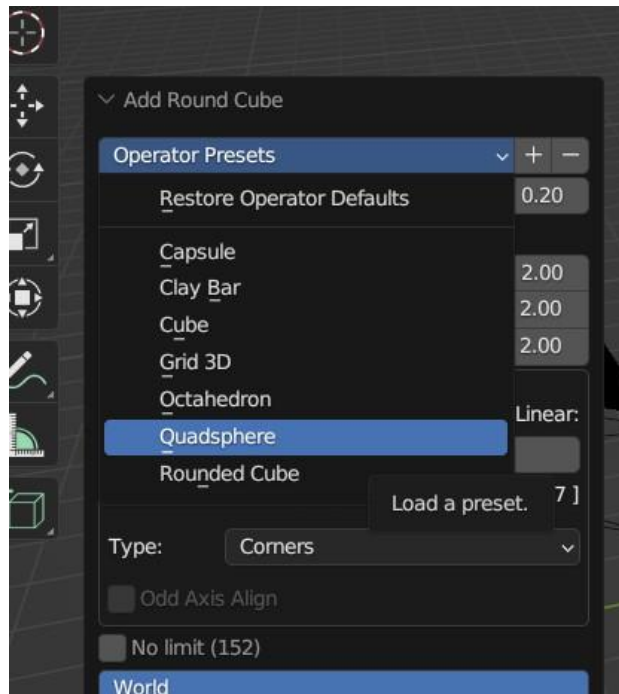 Add Round Cube
Operator Presets
Restore Operator Defaults
0.20
Capsule
Clay Bar
2.00
Cube
2.00
Grid 3D
2.00
Octahedron
Linear:
Quadsphere
Rounded Cube
Load a preset.
7 ]
Type: Corners
Odd Axis Align
No limit (152)
World